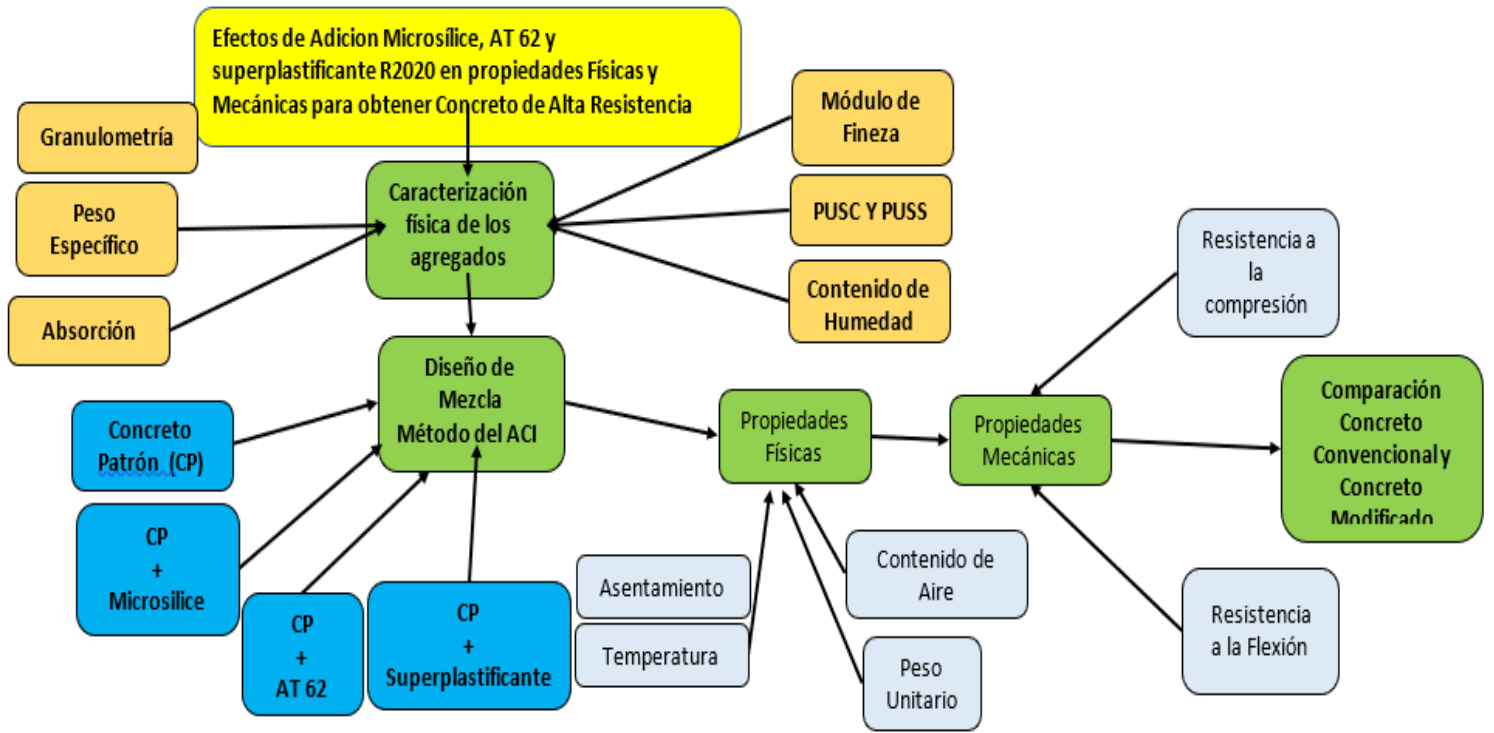 Efectos de Adicion Microsílice, AT 62 y
superplastificante R2020 en propiedades Físicas y
Mecánicas para obtener Concreto de Alta Resistencia
Granulometría
Peso
Específico
Absorción
Caracterización
física de los
agregados
Módulo de
Fineza
PUSC Y PUSS
Contenido de
Humedad
Diseño de
Mezcla
Método del ACI
Concreto
Patrón (CP)
CP
+
Microsilice
CP
+
AT 62
CP
+
Superplastificante
Propiedades
Físicas
Asentamiento
Temperatura
Contenido de
Aire
Peso
Unitario
Propiedades
Mecánicas
Resistencia a
la
compresión
Resistencia
a la Flexión
Comparación
Concreto
Convencional y
Concreto
Modificado